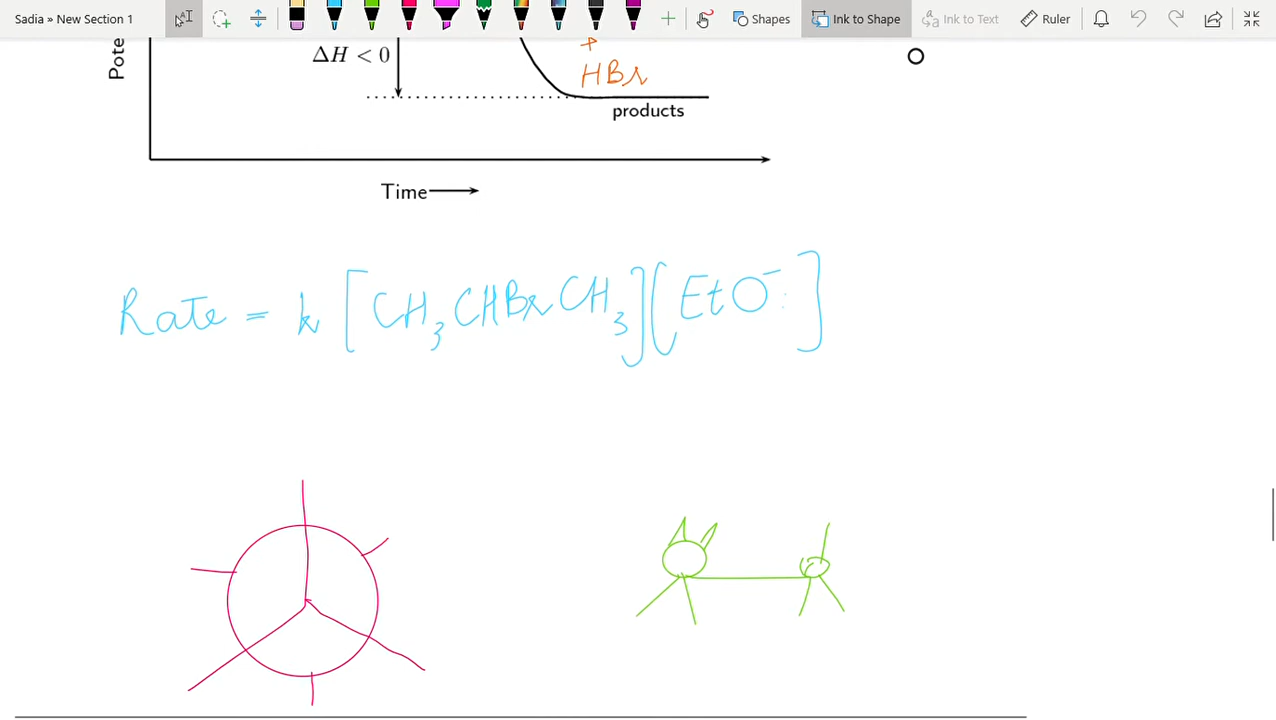 Sadia » New Section 1
Shapes
Ink to Shape
Ink to Text
Ruler
Pote
ΔH < 0
+
HBr
products
Time
Rate = k [CH₃CHBrCH₃][EtO⁻:]